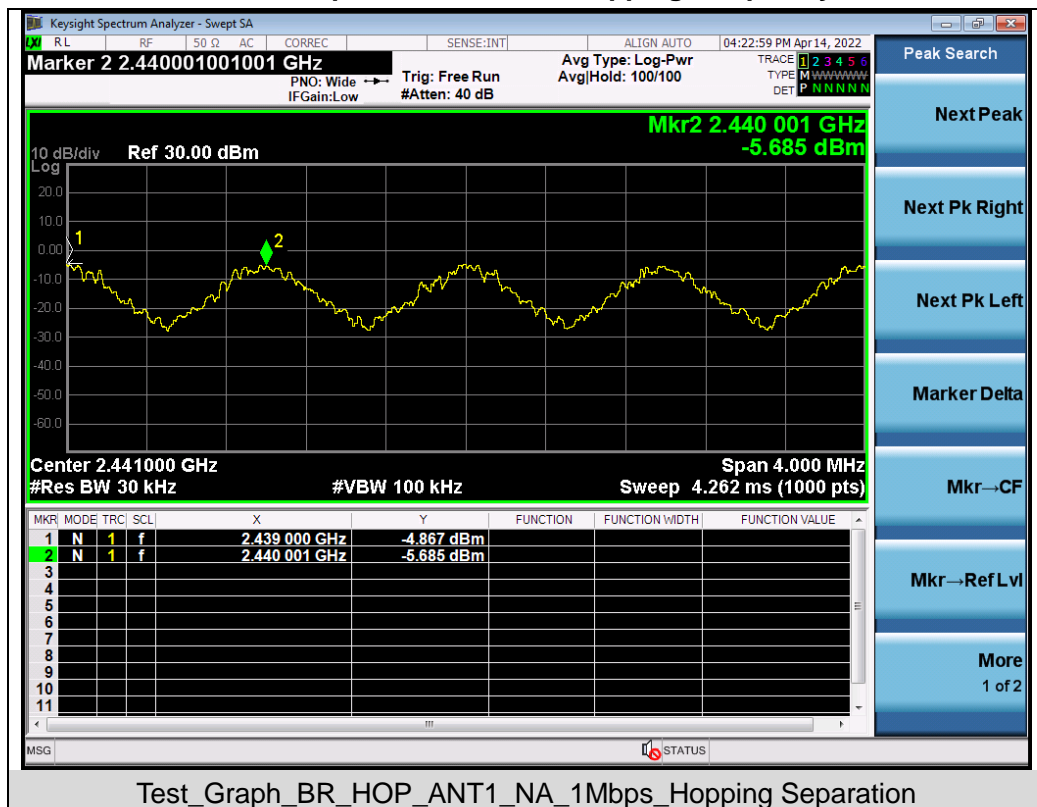 Keysight Spectrum Analyzer - Swept SA
LXI RL RF 50 Ω AC CORREC SENSE:INT ALIGN AUTO 04:22:59 PM Apr 14, 2022
Marker 2 2.440001001001 GHz
PNO: Wide
IFGain:Low
Trig: Free Run
#Atten: 40 dB
Avg Type: Log-Pwr
Avg|Hold: 100/100
TRACE 1 2 3 4 5 6
TYPE M WWWWW
DET P N N N N N
Peak Search
Next Peak
Next Pk Right
Next Pk Left
Marker Delta
Mkr→CF
Mkr→Ref Lvl
More
1 of 2
Mkr2 2.440 001 GHz
-5.685 dBm
10 dB/div Ref 30.00 dBm
Log
20.0
10.0
0.00
-10.0
-20.0
-30.0
-40.0
-50.0
-60.0
1
2
Center 2.441000 GHz Span 4.000 MHz
#Res BW 30 kHz #VBW 100 kHz Sweep 4.262 ms (1000 pts)
MKR MODE TRC SCL X Y FUNCTION FUNCTION WIDTH FUNCTION VALUE
1 N 1 f 2.439 000 GHz -4.867 dBm
2 N 1 f 2.440 001 GHz -5.685 dBm
3
4
5
6
7
8
9
10
11
MSG STATUS
Test_Graph_BR_HOP_ANT1_NA_1Mbps_Hopping Separation